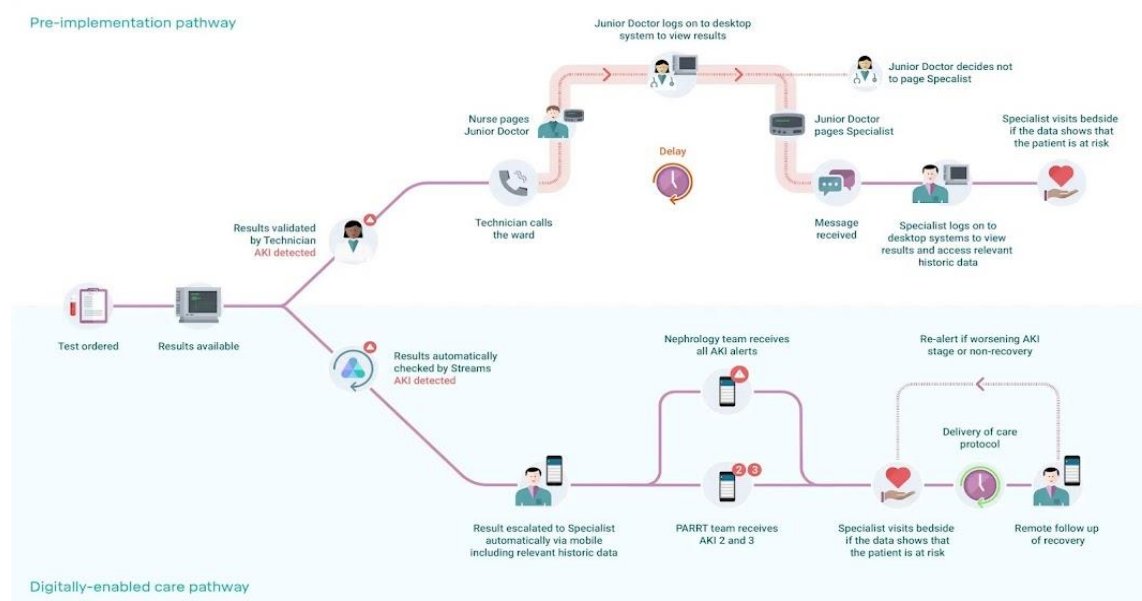 Pre-implementation pathway
Junior Doctor logs on to desktop
system to view results
Junior Doctor decides not
to page Specalist
Nurse pages
Junior Doctor
Junior Doctor
pages Specialist
Specialist visits bedside
if the data shows that
the patient is at risk
Delay
Results validated
by Technician
AKI detected
Technician calls
the ward
Message
received
Specialist logs on to
desktop systems to view
results and access relevant
historic data
Test ordered
Results available
Results automatically
checked by Streams
AKI detected
Nephrology team receives
all AKI alerts
Re-alert if worsening AKI
stage or non-recovery
Delivery of care
protocol
2 3
Result escalated to Specialist
automatically via mobile
including relevant historic data
PARRT team receives
AKI 2 and 3
Specialist visits bedside
if the data shows that
the patient is at risk
Remote follow up
of recovery
Digitally-enabled care pathway